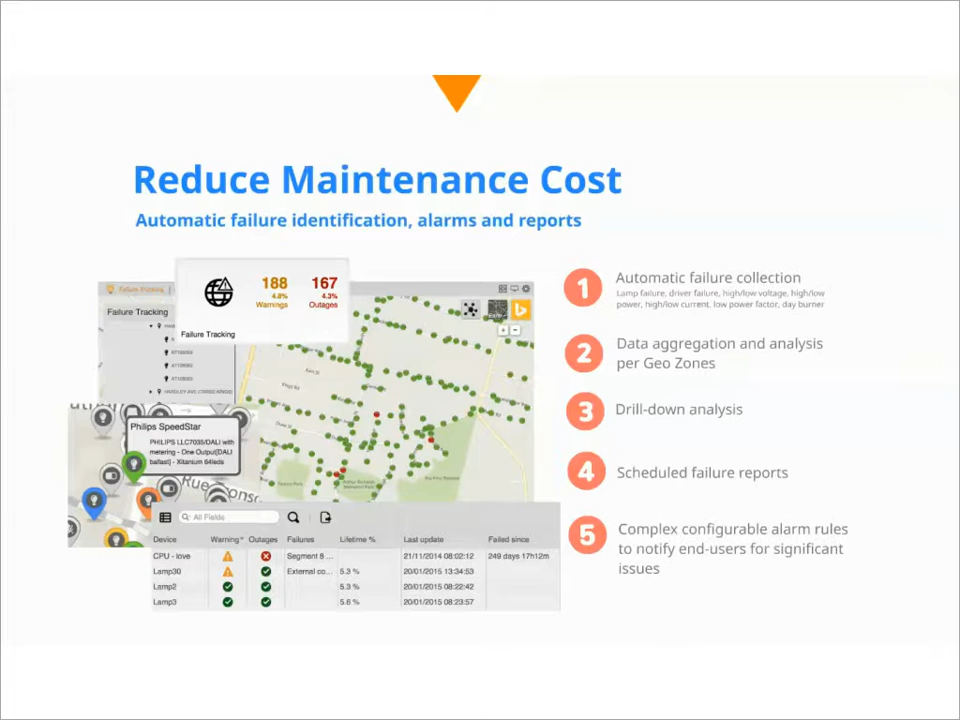 Reduce Maintenance Cost
Automatic failure identification, alarms and reports
188
167
4.8%
4.3%
Warnings
Outages
Failure Tracking
Failure Tracking
Failure Tracking
Philips SpeedStar
PHILIPS LLC7035/DALI with
metering - One Output[DALI
ballast] - Xitanium 64leds
All Fields
Device Warning Outages Failures Lifetime % Last update Failed since
CPU - love Segment 8 ... 21/11/2014 08:02:12 249 days 17h12m
Lamp30 External co... 5.3 % 20/01/2015 13:34:53
Lamp2 5.3 % 20/01/2015 08:22:42
Lamp3 5.6 % 20/01/2015 08:23:57
1
Automatic failure collection
Lamp failure, driver failure, high/low voltage, high/low
power, high/low current, low power factor, day burner
2
Data aggregation and analysis
per Geo Zones
3
Drill-down analysis
4
Scheduled failure reports
5
Complex configurable alarm rules
to notify end-users for significant
issues